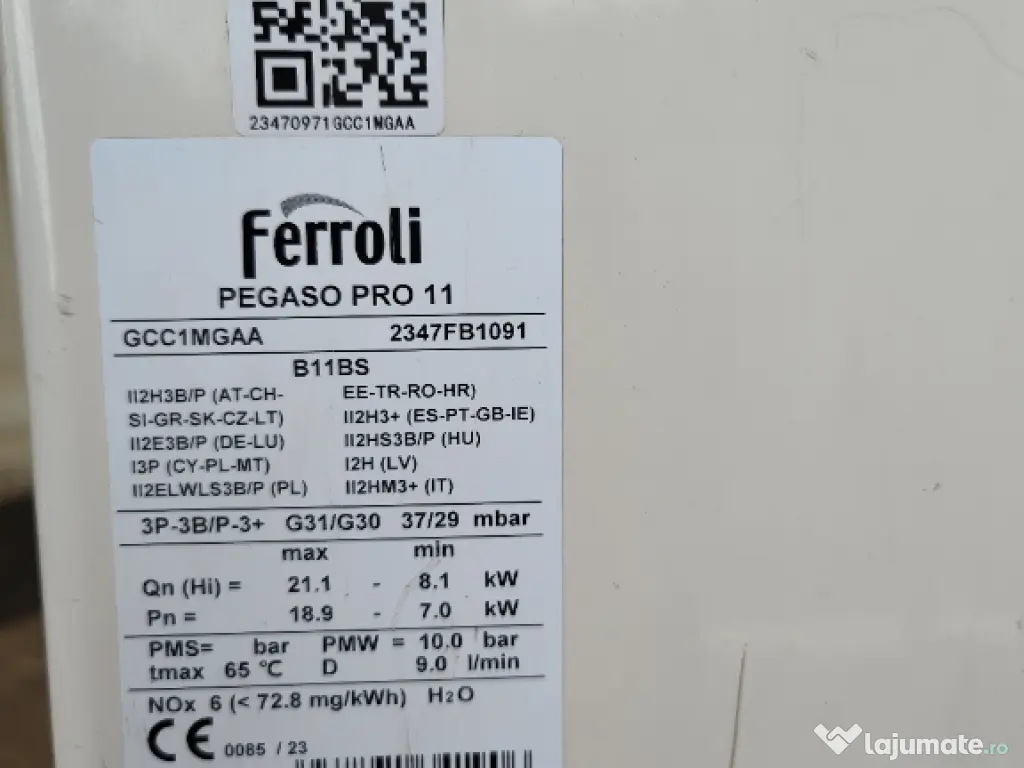 23470971GCC1MGAA
Ferroli
PEGASO PRO 11
GCC1MGAA 2347FB1091
B11BS
II2H3B/P (AT-CH- EE-TR-RO-HR)
SI-GR-SK-CZ-LT) II2H3+ (ES-PT-GB-IE)
II2E3B/P (DE-LU) II2HS3B/P (HU)
I3P (CY-PL-MT) I2H (LV)
II2ELWLS3B/P (PL) II2HM3+ (IT)
3P-3B/P-3+ G31/G30 37/29 mbar
max min
Qn (Hi) = 21.1 - 8.1 kW
Pn = 18.9 - 7.0 kW
PMS= bar PMW = 10.0 bar
tmax 65 °C D 9.0 l/min
NOx 6 (< 72.8 mg/kWh) H2O
CE 0085 / 23
lajumate.ro